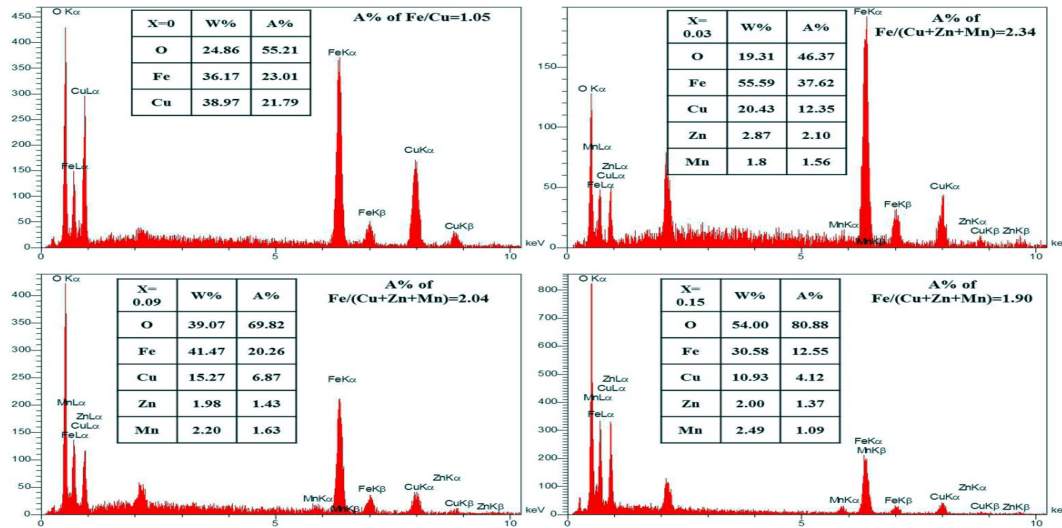 A% of Fe/Cu=1.05
X=0 W% A%
O 24.86 55.21
Fe 36.17 23.01
Cu 38.97 21.79
450
400
350
300
250
200
150
100
50
0
O Kα
CuLα
FeLα
FeKα
FeKβ
CuKα
CuKβ
0 5 10
keV
A% of
Fe/(Cu+Zn+Mn)=2.34
X=
0.03 W% A%
O 19.31 46.37
Fe 55.59 37.62
Cu 20.43 12.35
Zn 2.87 2.10
Mn 1.8 1.56
150
100
50
0
O Kα
MnLα
ZnLα
CuLα
FeLα
FeKα
MnKα
MnKβ
FeKβ
CuKα
ZnKα
CuKβ
ZnKβ
0 5 10
keV
A% of
Fe/(Cu+Zn+Mn)=2.04
X=
0.09 W% A%
O 39.07 69.82
Fe 41.47 20.26
Cu 15.27 6.87
Zn 1.98 1.43
Mn 2.20 1.63
400
350
300
250
200
150
100
50
0
O Kα
MnLα
ZnLα
CuLα
FeLα
FeKα
MnKα
MnKβ
FeKβ
CuKα
ZnKα
CuKβ
ZnKβ
0 5 10
keV
A% of
Fe/(Cu+Zn+Mn)=1.90
X=
0.15 W% A%
O 54.00 80.88
Fe 30.58 12.55
Cu 10.93 4.12
Zn 2.00 1.37
Mn 2.49 1.09
800
700
600
500
400
300
200
100
0
O Kα
ZnLα
CuLα
MnLα
FeLα
FeKα
MnKβ
MnKα
FeKβ
CuKα
ZnKα
CuKβ
ZnKβ
0 5 10
keV